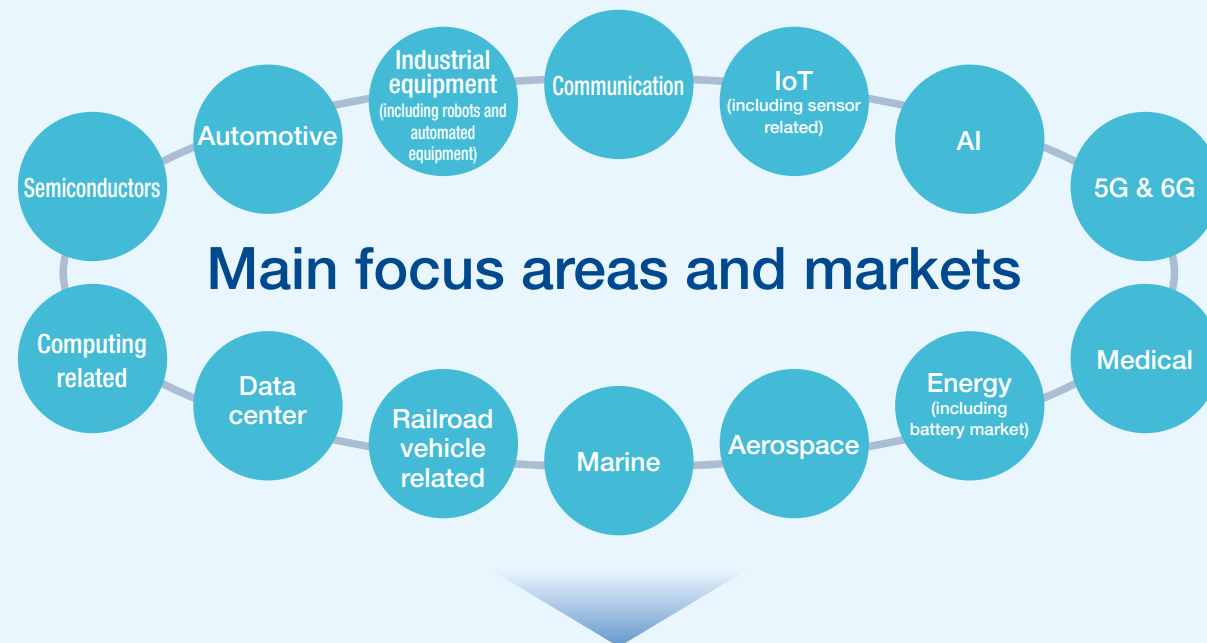 Industrial
equipment
(including robots and
automated
equipment)
Communication
IoT
(including sensor
related)
Automotive
AI
Semiconductors
5G & 6G
Main focus areas and markets
Computing
related
Data
center
Railroad
vehicle
related
Marine
Aerospace
Energy
(including
battery market)
Medical